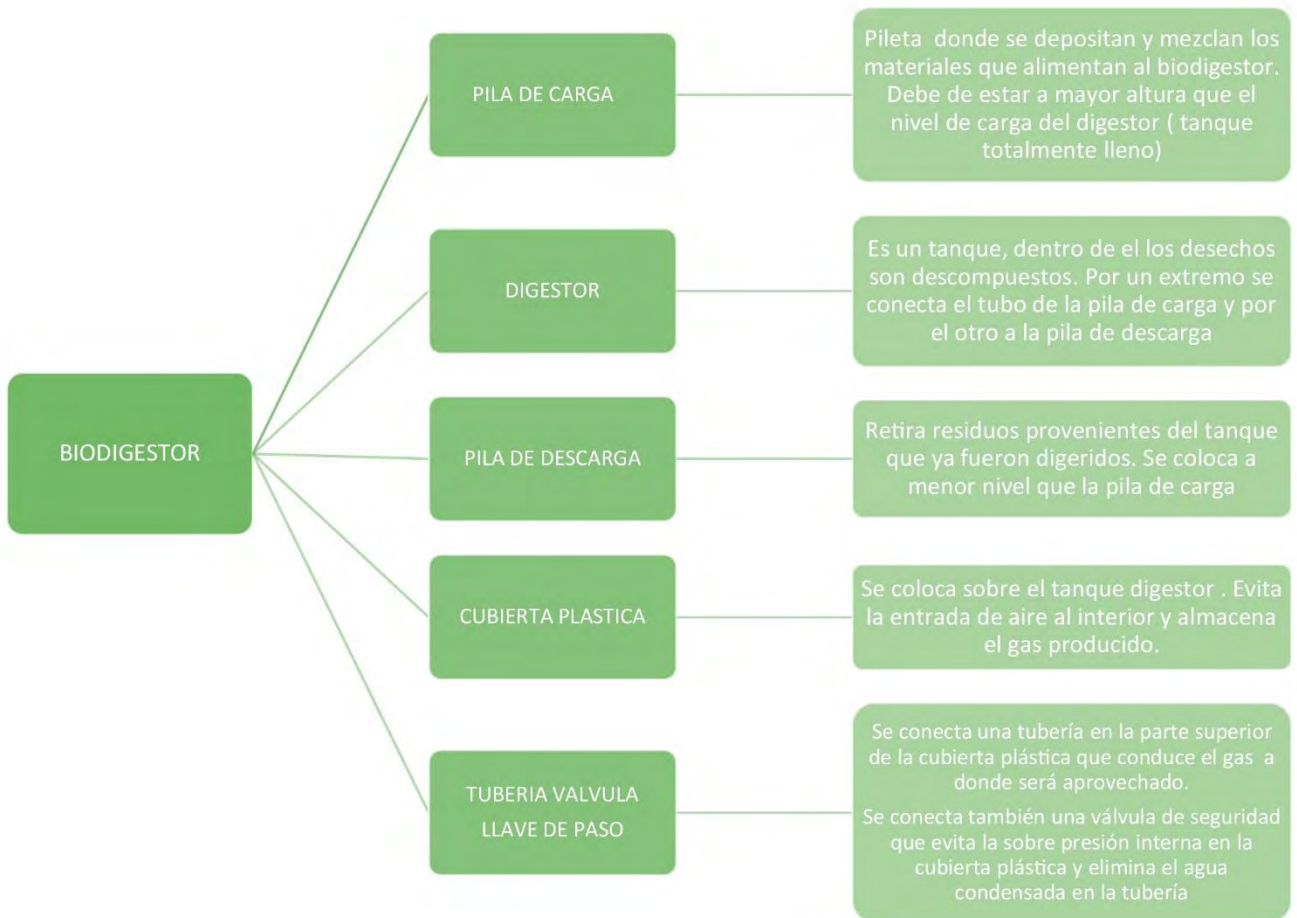 BIODIGESTOR
PILA DE CARGA
Pileta donde se depositan y mezclan los
materiales que alimentan al biodigestor.
Debe de estar a mayor altura que el
nivel de carga del digestor ( tanque
totalmente lleno)
DIGESTOR
Es un tanque, dentro de el los desechos
son descompuestos. Por un extremo se
conecta el tubo de la pila de carga y por
el otro a la pila de descarga
PILA DE DESCARGA
Retira residuos provenientes del tanque
que ya fueron digeridos. Se coloca a
menor nivel que la pila de carga
CUBIERTA PLASTICA
Se coloca sobre el tanque digestor . Evita
la entrada de aire al interior y almacena
el gas producido.
TUBERIA VALVULA
LLAVE DE PASO
Se conecta una tubería en la parte superior
de la cubierta plástica que conduce el gas a
donde será aprovechado.
Se conecta también una válvula de seguridad
que evita la sobre presión interna en la
cubierta plástica y elimina el agua
condensada en la tubería